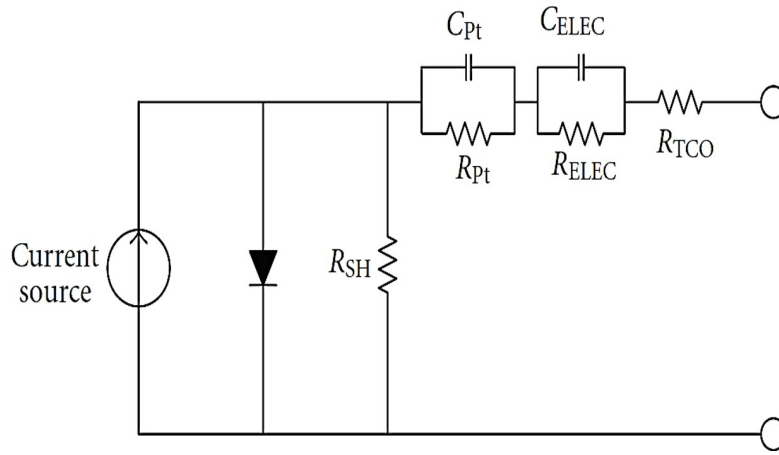 C_Pt
C_ELEC
R_Pt
R_ELEC
R_TCO
Current
source
R_SH